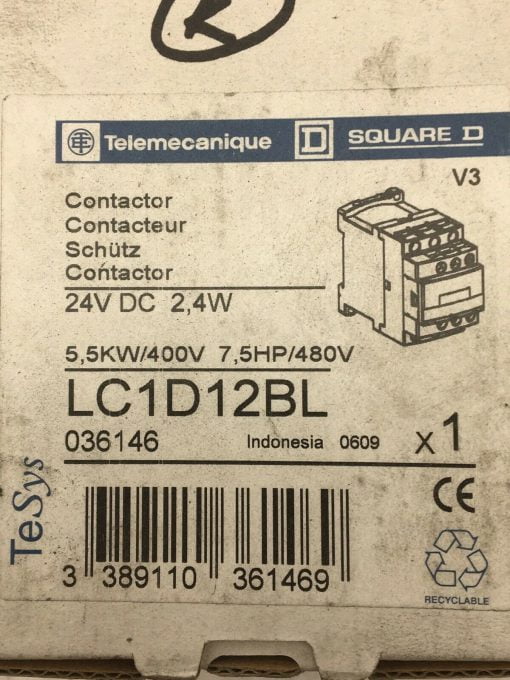 Telemecanique D SQUARE D
V3
Contactor
Contacteur
Schütz
Contactor
24V DC 2,4W
5,5KW/400V 7,5HP/480V
LC1D12BL
036146 Indonesia 0609 x1
TeSys
CE
3 389110 361469
RECYCLABLE